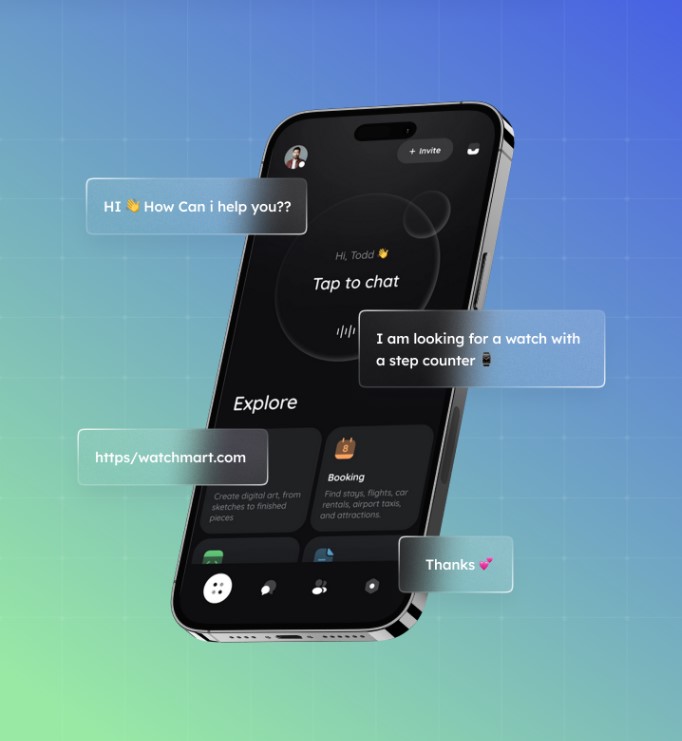 + Invite
HI 👋 How Can i help you??
Hi, Todd 👋
Tap to chat
I am looking for a watch with
a step counter ⌚
Explore
https/watchmart.com
Create digital art, from
sketches to finished
pieces
8
Booking
Find stays, flights, car
rentals, airport taxis,
and attractions.
Thanks 💕